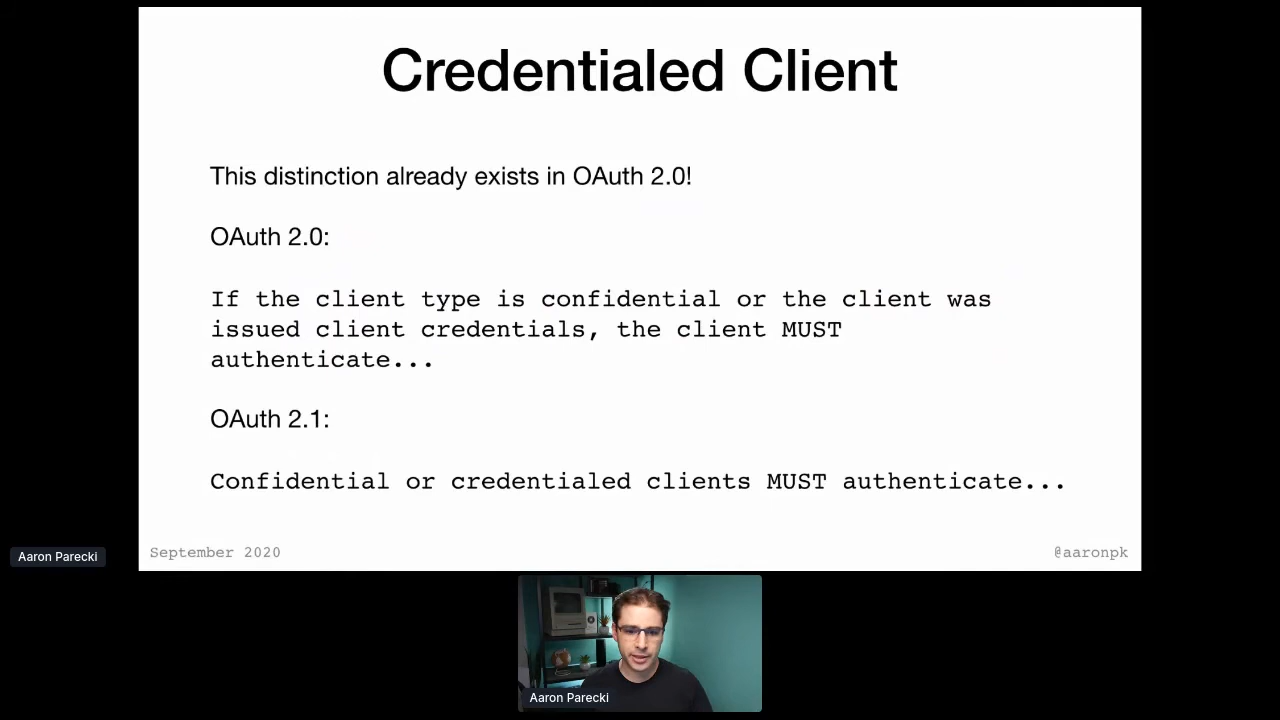 Credentialed Client
This distinction already exists in OAuth 2.0!
OAuth 2.0:
If the client type is confidential or the client was
issued client credentials, the client MUST
authenticate...
OAuth 2.1:
Confidential or credentialed clients MUST authenticate...
September 2020
@aaronpk
Aaron Parecki
Aaron Parecki